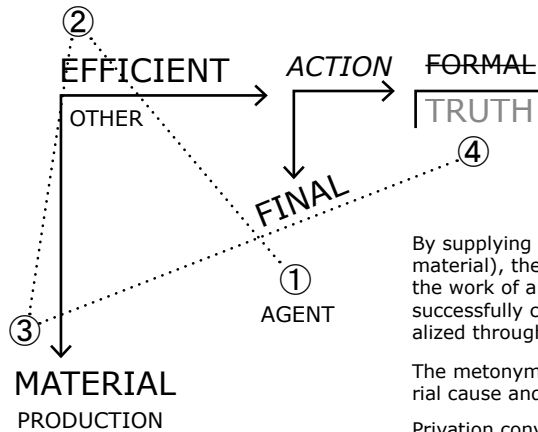 ②
EFFICIENT
ACTION
FORMAL
OTHER
TRUTH
④
FINAL
①
AGENT
③
MATERIAL
PRODUCTION
By supplying
material), the
the work of a
successfully c
alized through
The metonym
rial cause and
Privation conv